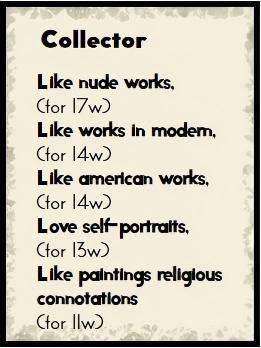 Collector
Like nude works,
(for 17w)
Like works in modern,
(for 14w)
Like american works,
(for 14w)
Love self-portraits,
(for 13w)
Like paintings religious
connotations
(for 11w)